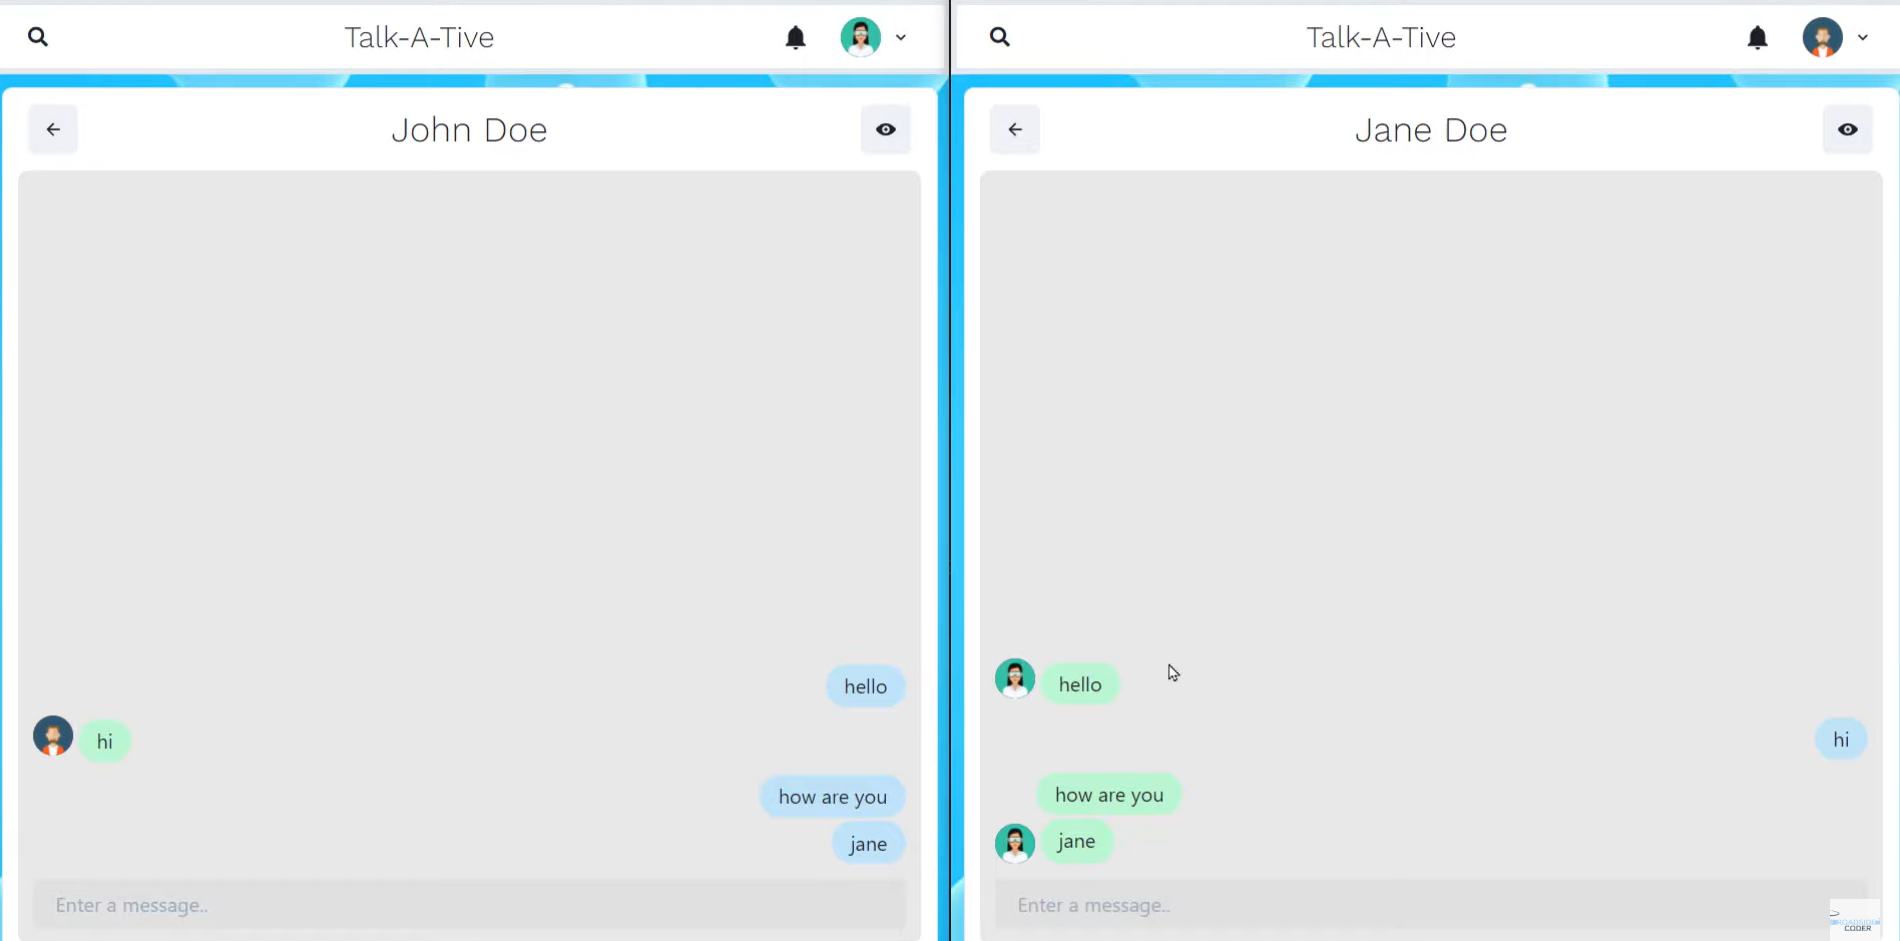 Talk-A-Tive
John Doe
hello
hi
how are you
jane
Enter a message..
Talk-A-Tive
Jane Doe
hello
hi
how are you
jane
Enter a message..
ROADSIDE
CODER